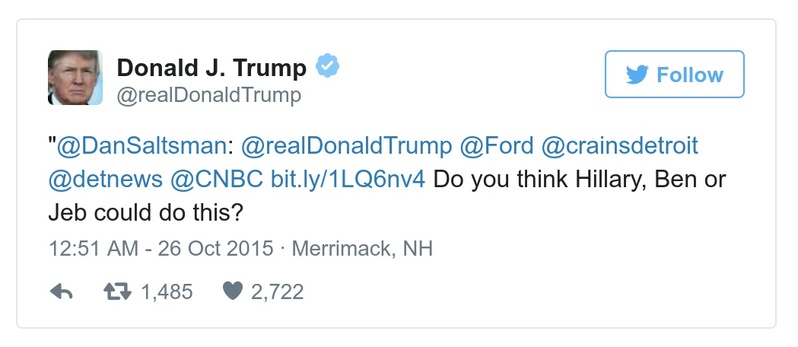 Donald J. Trump
@realDonaldTrump
Follow
"@DanSaltsman: @realDonaldTrump @Ford @crainsdetroit
@detnews @CNBC bit.ly/1LQ6nv4 Do you think Hillary, Ben or
Jeb could do this?
12:51 AM - 26 Oct 2015 · Merrimack, NH
1,485 2,722